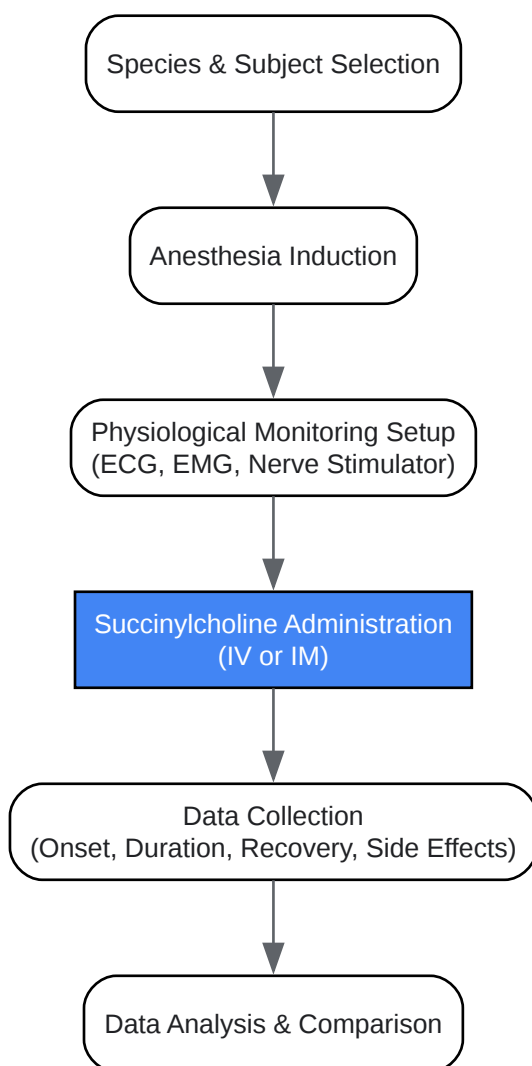 Species & Subject Selection
Anesthesia Induction
Physiological Monitoring Setup
(ECG, EMG, Nerve Stimulator)
Succinylcholine Administration
(IV or IM)
Data Collection
(Onset, Duration, Recovery, Side Effects)
Data Analysis & Comparison